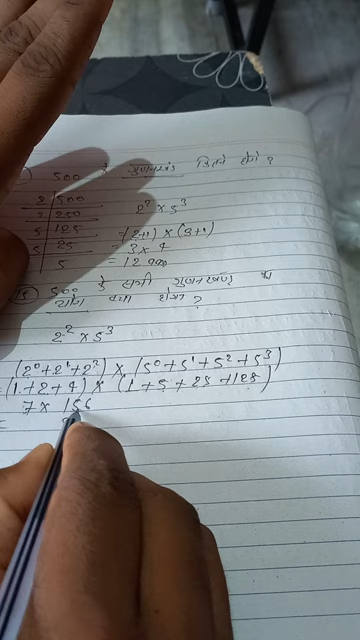 ) 500 के गुणनखंड कितने होंगे ?
2 | 500
2 | 250
5 | 125
5 | 25
5
2² × 5³
= (2+1) × (3+1)
= 3 × 4
= 12
15 500 के सभी गुणनखंड का
योग क्या होगा ?
2² × 5³
(2⁰+2¹+2²) × (5⁰+5¹+5²+5³)
(1+2+4) × (1+5+25+125)
7 × 156
=